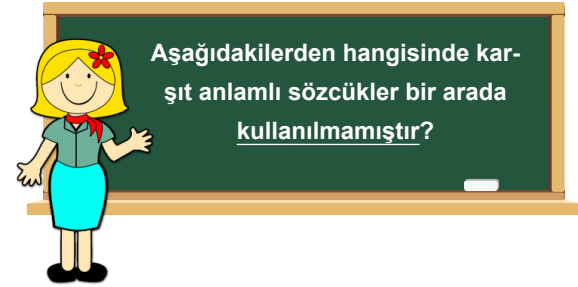 Aşağıdakilerden hangisinde kar-
şıt anlamlı sözcükler bir arada
kullanılmamıştır?